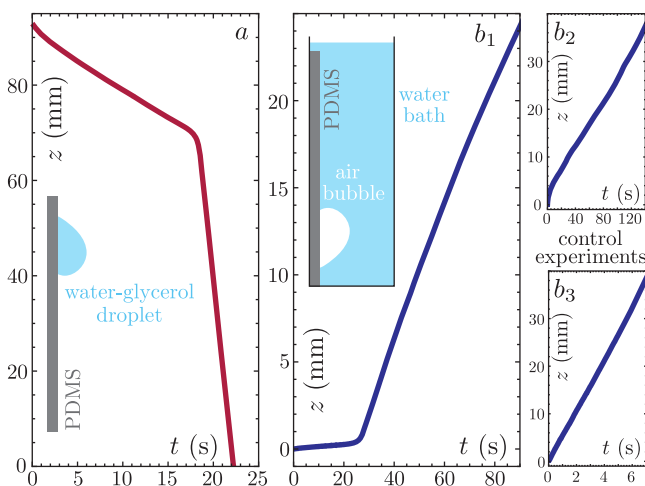 a
z (mm)
80
60
40
20
0
0
5
10
15
20
25
t (s)
PDMS
water-glycerol
droplet
b1
z (mm)
20
15
10
5
0
0
20
40
60
80
t (s)
PDMS
water
bath
air
bubble
b2
z (mm)
30
20
10
0
0
40
80
120
t (s)
control
experiments
b3
z (mm)
30
20
10
0
0
2
4
6
t (s)